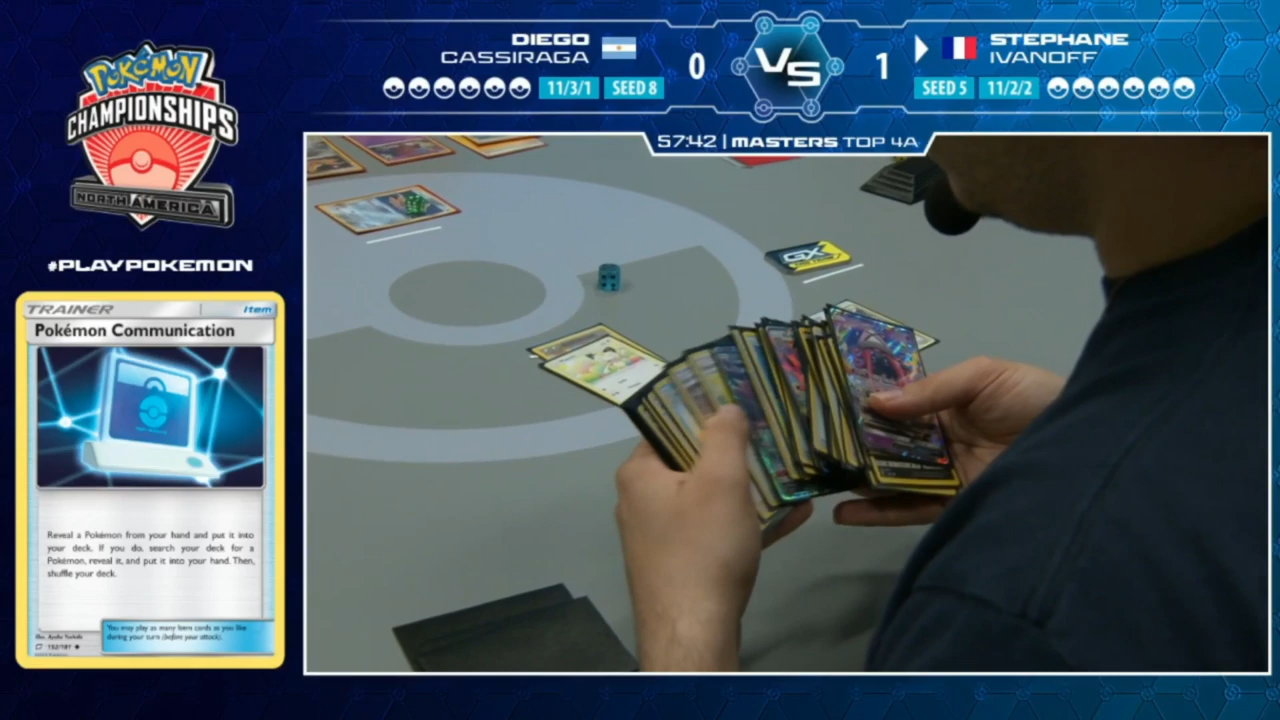 POKÉMON
CHAMPIONSHIPS
NORTH AMERICA
#PLAYPOKEMON
DIEGO
CASSIRAGA
11/3/1
SEED 8
0
VS
1
STEPHANE
IVANOFF
SEED 5
11/2/2
57:42 | MASTERS TOP 4A
TRAINER
Item
Pokémon Communication
Reveal a Pokémon from your hand and put it into
your deck. If you do, search your deck for a
Pokémon, reveal it, and put it into your hand. Then,
shuffle your deck.
You may play as many Item cards as you like
during your turn (before your attack).
152/181
GX